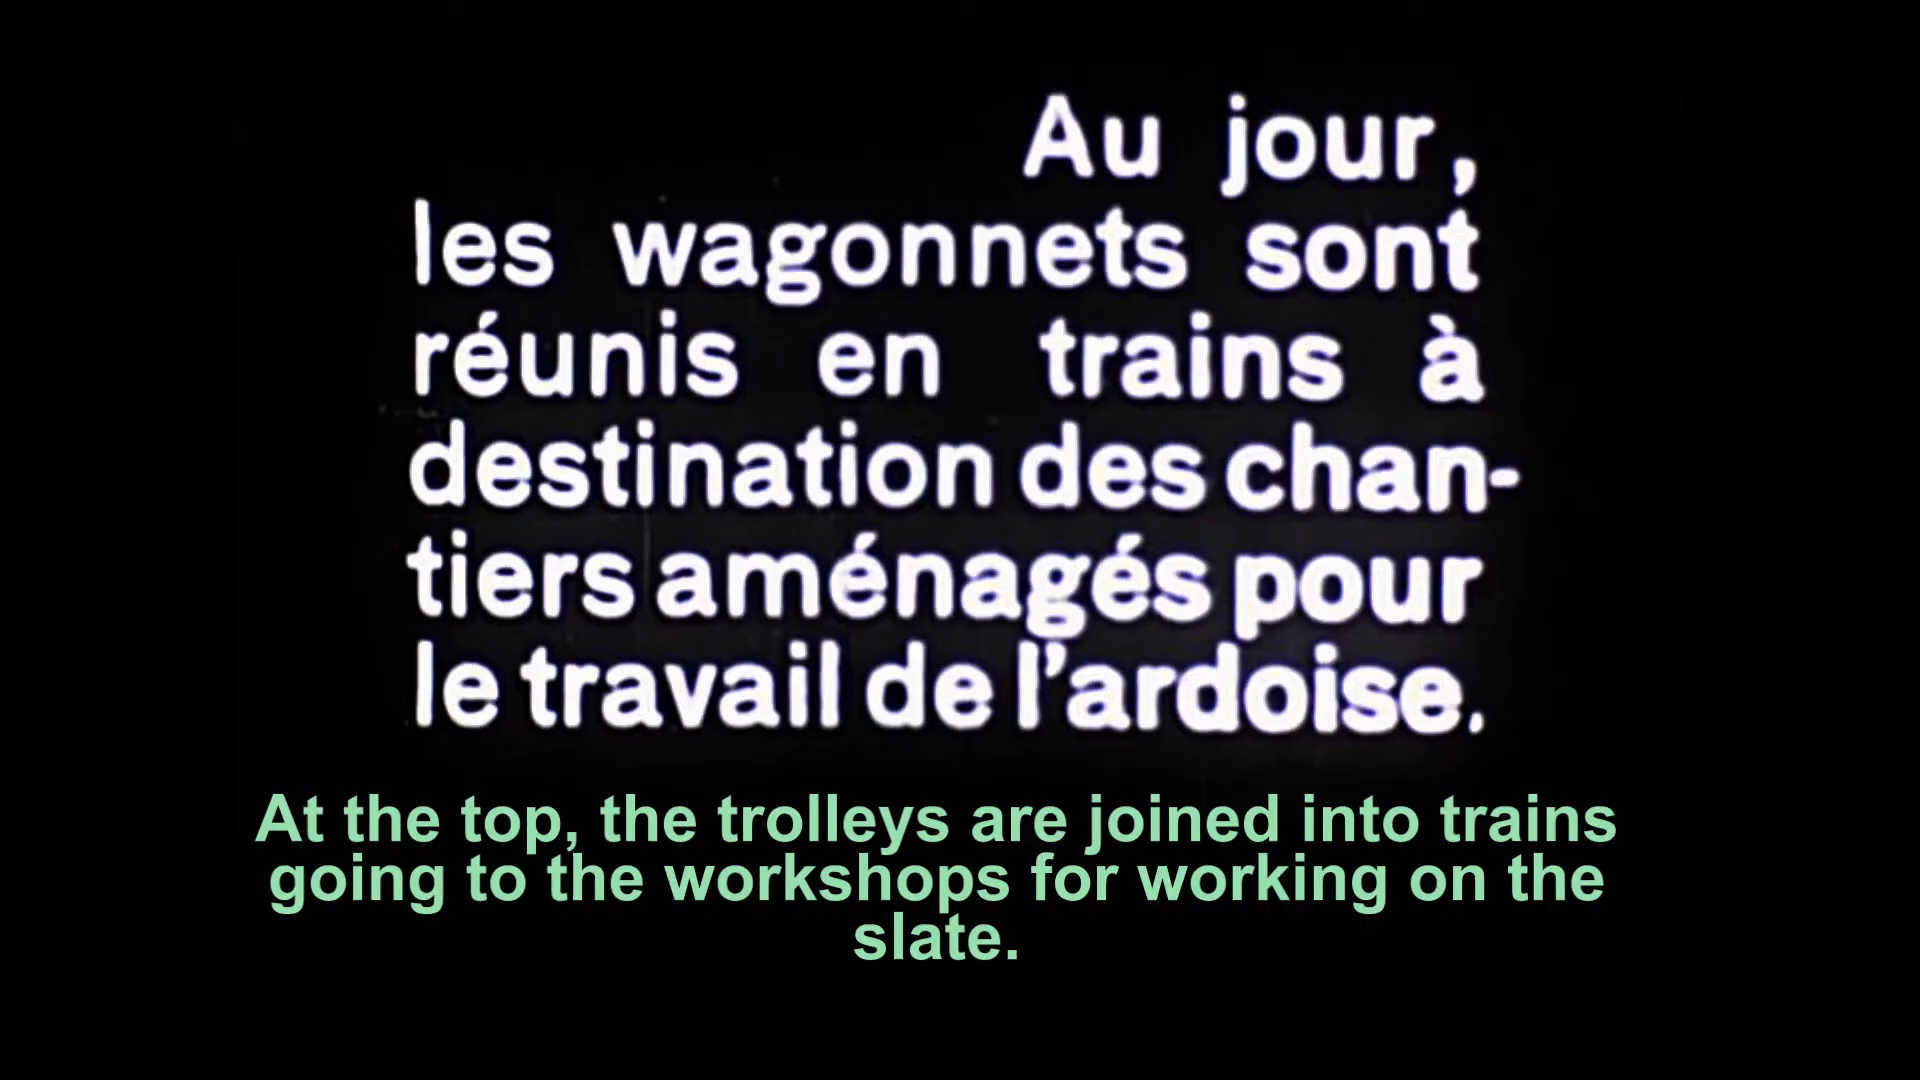 Au jour,
les wagonnets sont
réunis en trains à
destination des chan-
tiers aménagés pour
le travail de l'ardoise.
At the top, the trolleys are joined into trains
going to the workshops for working on the
slate.